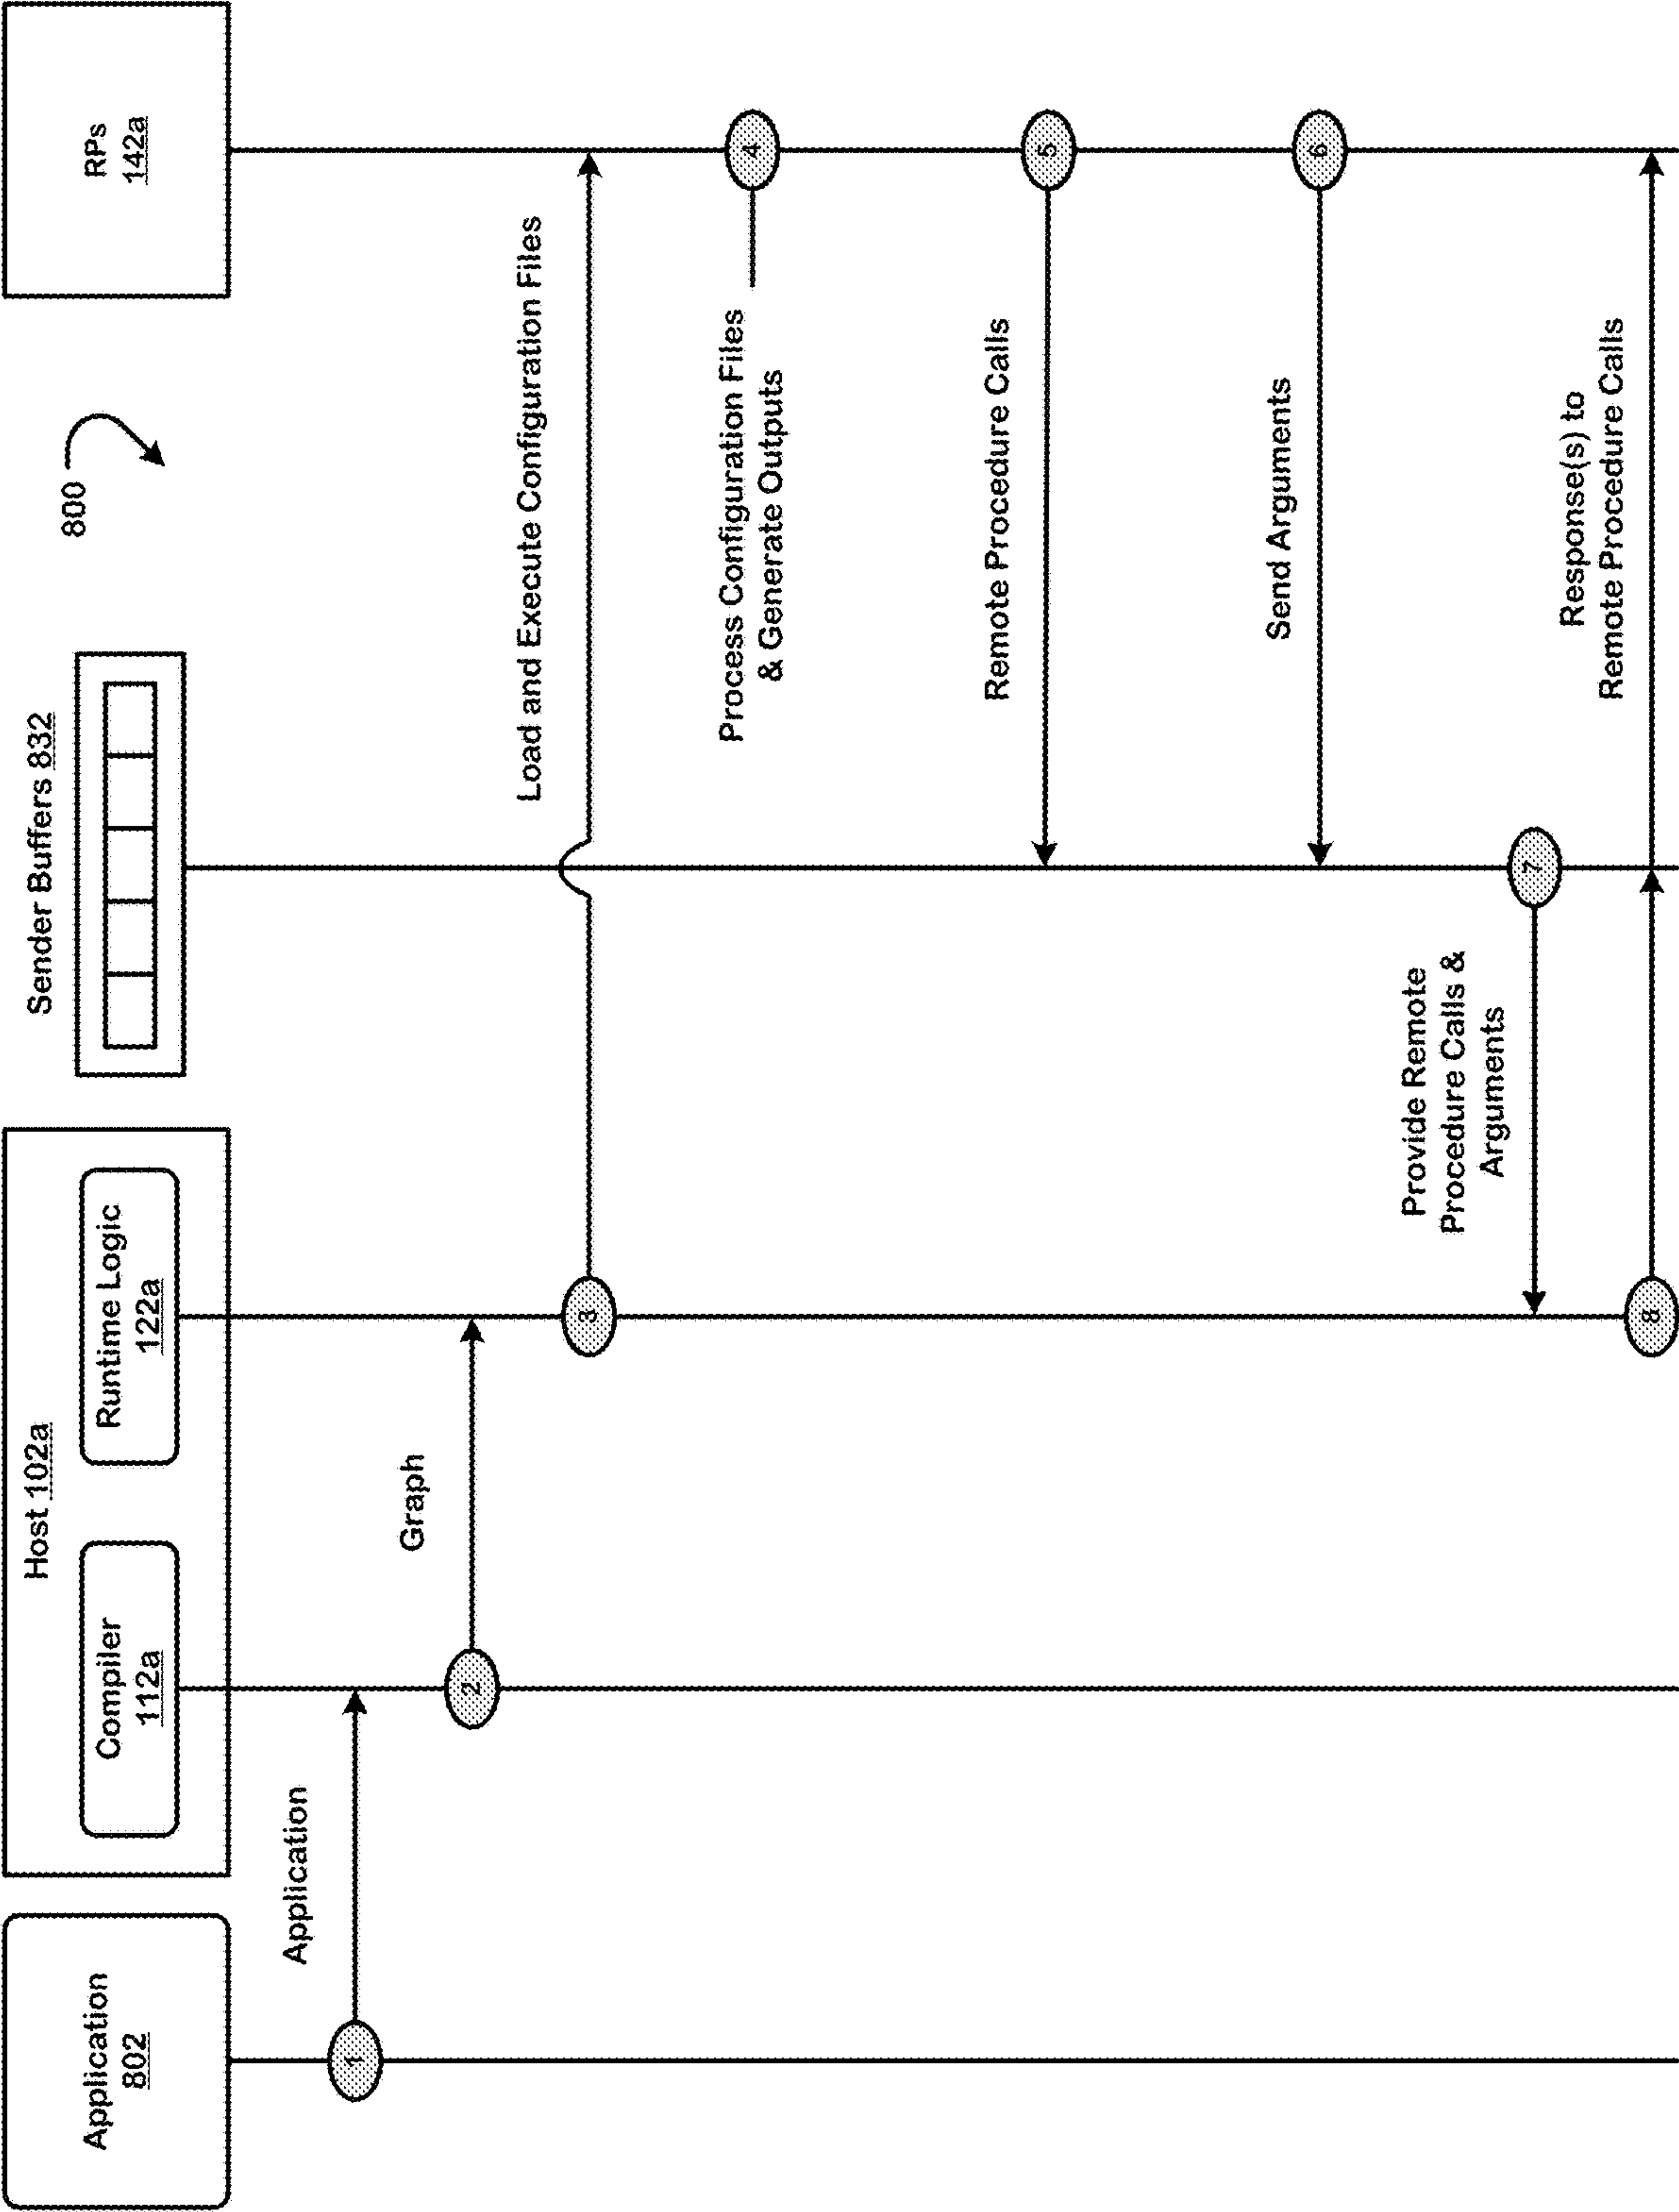 Application
802
Host 102a
Compiler
112a
Runtime Logic
122a
Sender Buffers 832
800
RPs
142a
Application
1
Graph
2
Load and Execute Configuration Files
3
Process Configuration Files
& Generate Outputs
4
Remote Procedure Calls
5
Send Arguments
6
Provide Remote
Procedure Calls &
Arguments
7
Response(s) to
Remote Procedure Calls
8